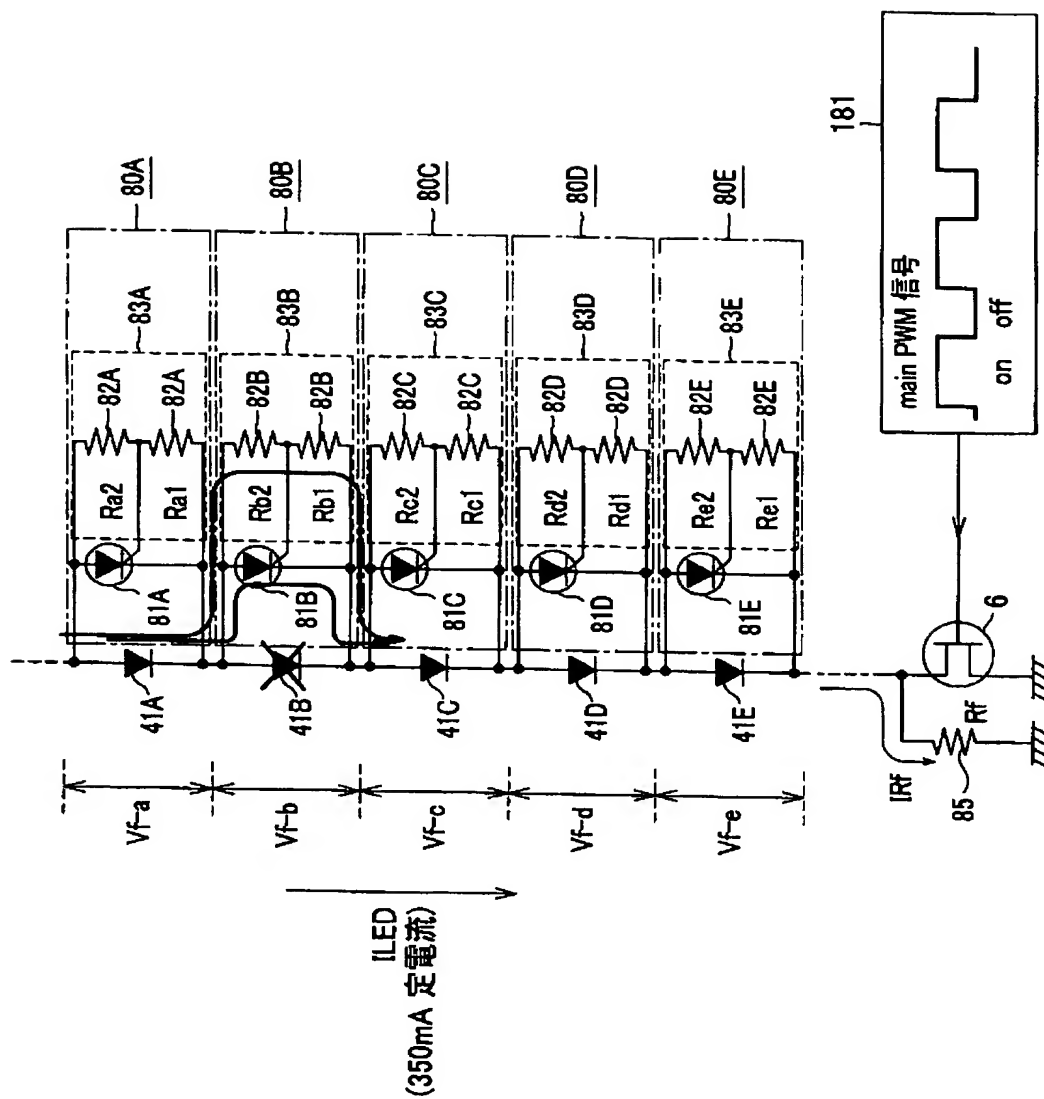 80A
80B
80C
80D
80E
83A
83B
83C
83D
83E
82A
82A
82B
82B
82C
82C
82D
82D
82E
82E
Ra2
Ra1
Rb2
Rb1
Rc2
Rc1
Rd2
Rd1
Re2
Re1
81A
81B
81C
81D
81E
41A
41B
41C
41D
41E
Vf-a
Vf-b
Vf-c
Vf-d
Vf-e
ILED
(350mA 定電流)
IRf
Rf
85
6
181
main PWM 信号
on
off